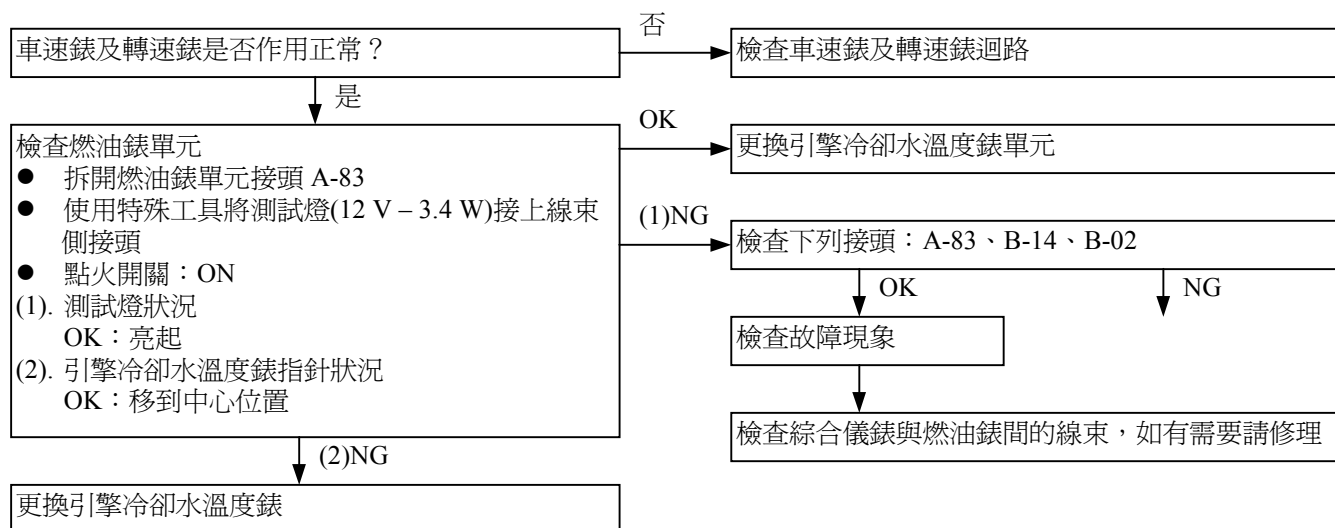 車速錶及轉速錶是否作用正常？
否
檢查車速錶及轉速錶迴路
是
檢查燃油錶單元
● 拆開燃油錶單元接頭 A-83
● 使用特殊工具將測試燈(12 V – 3.4 W)接上線束
側接頭
● 點火開關：ON
(1). 測試燈狀況
OK：亮起
(2). 引擎冷卻水溫度錶指針狀況
OK：移到中心位置
OK
更換引擎冷卻水溫度錶單元
(1)NG
檢查下列接頭：A-83、B-14、B-02
OK
NG
檢查故障現象
檢查綜合儀錶與燃油錶間的線束，如有需要請修理
(2)NG
更換引擎冷卻水溫度錶